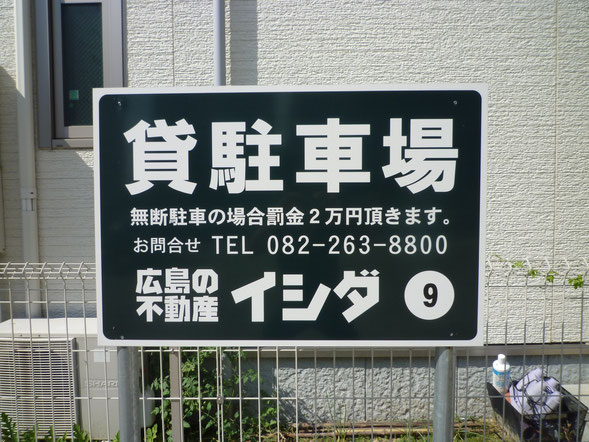 貸駐車場
無断駐車の場合罰金2万円頂きます。
お問合せ TEL 082-263-8800
広島の
不動産 イシダ 9